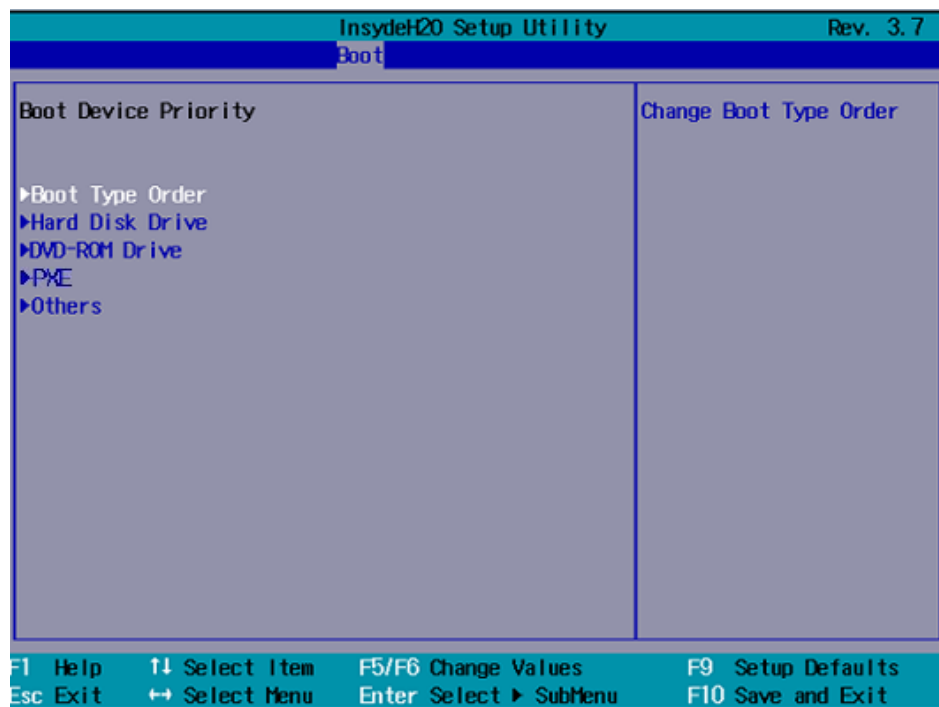 InsydeH2O Setup Utility Rev. 3.7
Boot
Boot Device Priority
Change Boot Type Order
▶Boot Type Order
▶Hard Disk Drive
▶DVD-ROM Drive
▶PXE
▶Others
F1 Help ↑↓ Select Item F5/F6 Change Values F9 Setup Defaults
Esc Exit ↔ Select Menu Enter Select ▶ SubMenu F10 Save and Exit